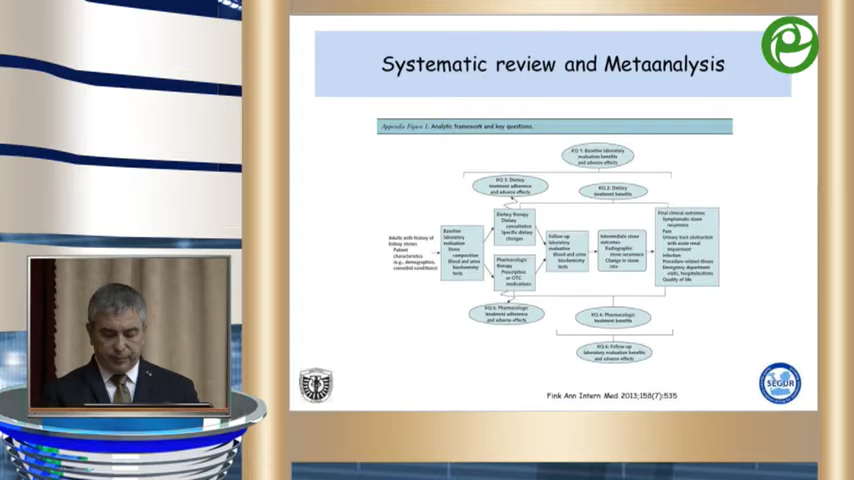 Systematic review and Metaanalysis
Appendix Figure 1. Analytic framework and key questions.
KQ 1: Baseline laboratory
evaluation benefits
and adverse effects
KQ 3: Dietary
treatment adherence
and adverse effects
KQ 2: Dietary
treatment benefits
Adults with history of
kidney stones
Patient
characteristics
(e.g., demographics,
comorbid conditions)
Baseline
laboratory
evaluation
Stone
composition
Blood and urine
biochemistry
tests
Dietary therapy
Dietary
consultation
Specific dietary
changes
Pharmacologic
therapy
Prescription
or OTC
medications
Follow-up
laboratory
evaluation
Blood and urine
biochemistry
tests
Intermediate stone
outcomes
Radiographic
stone recurrence
Change in stone
size
Final clinical outcomes
Symptomatic stone
recurrence
Pain
Urinary tract obstruction
with acute renal
impairment
Infection
Procedure-related illness
Emergency department
visits, hospitalizations
Quality of life
KQ 5: Pharmacologic
treatment adherence
and adverse effects
KQ 4: Pharmacologic
treatment benefits
KQ 6: Follow-up
laboratory evaluation benefits
and adverse effects
Fink Ann Intern Med 2013;158(7):535
SEGUR